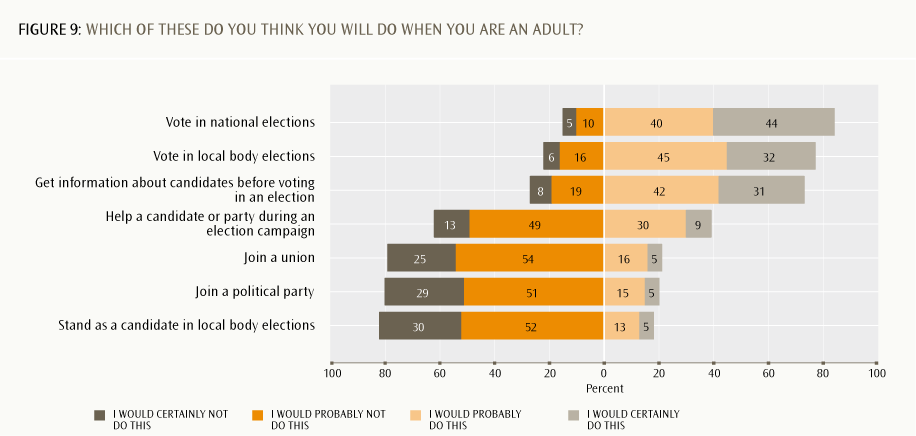 FIGURE 9: WHICH OF THESE DO YOU THINK YOU WILL DO WHEN YOU ARE AN ADULT?
Vote in national elections 5 10 40 44
Vote in local body elections 6 16 45 32
Get information about candidates before voting
in an election 8 19 42 31
Help a candidate or party during an
election campaign 13 49 30 9
Join a union 25 54 16 5
Join a political party 29 51 15 5
Stand as a candidate in local body elections 30 52 13 5
100 80 60 40 20 0 20 40 60 80 100
Percent
I WOULD CERTAINLY NOT
DO THIS
I WOULD PROBABLY NOT
DO THIS
I WOULD PROBABLY
DO THIS
I WOULD CERTAINLY
DO THIS